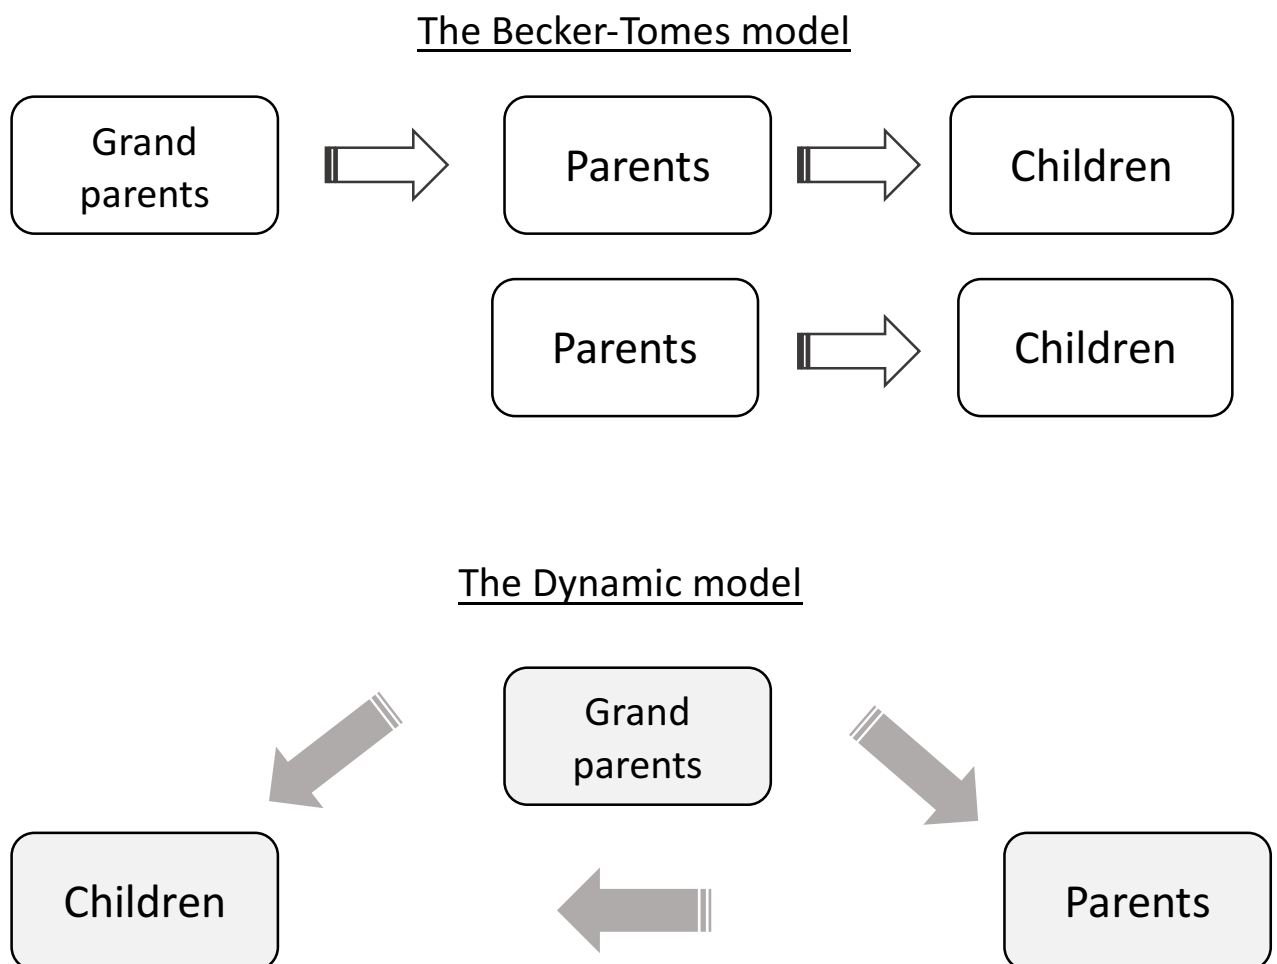 The Becker-Tomes model
Grand
parents
Parents
Children
Parents
Children
The Dynamic model
Grand
parents
Children
Parents